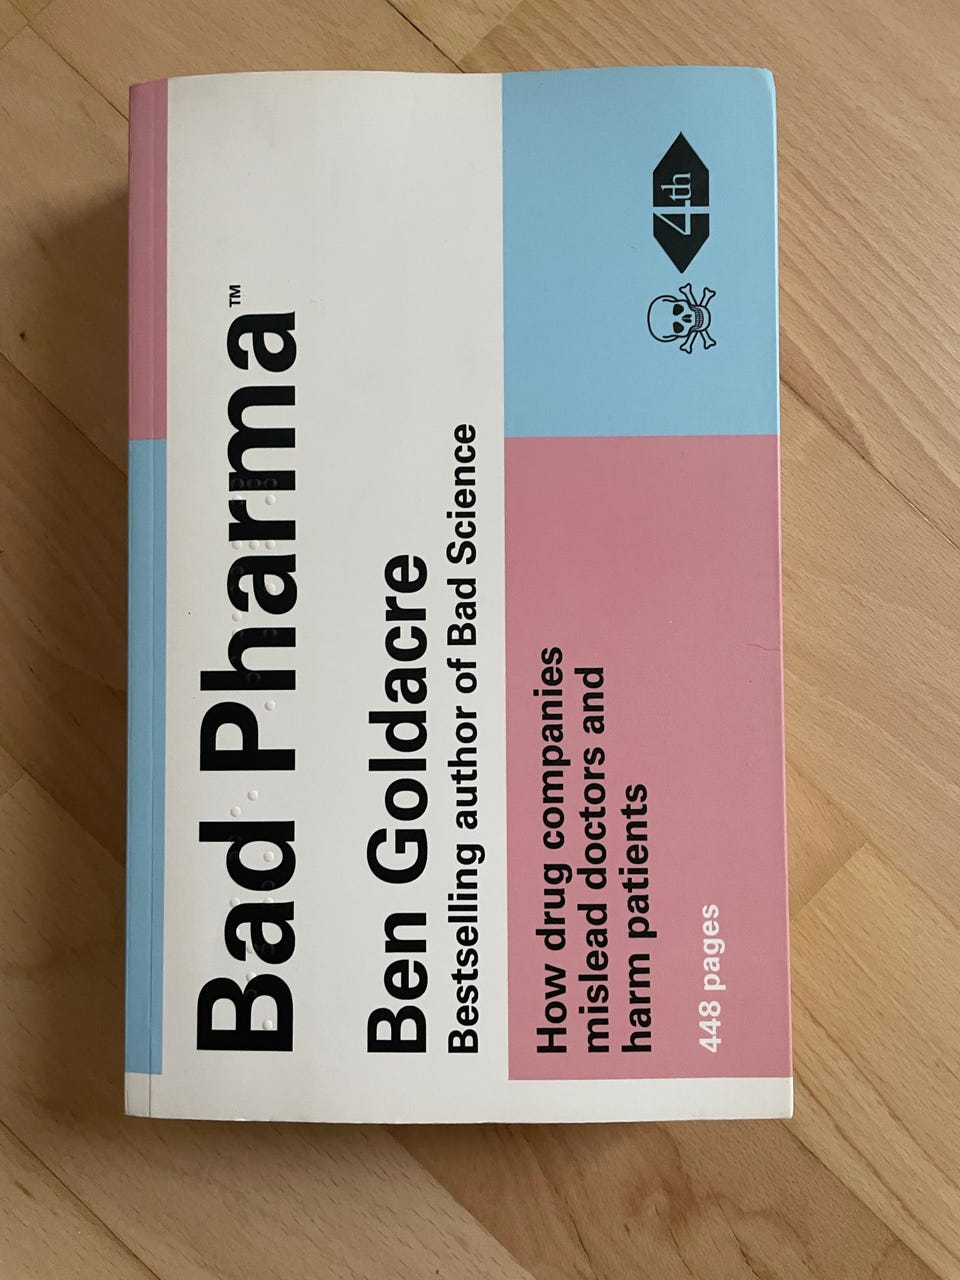 Bad Pharma™
Ben Goldacre
Bestselling author of Bad Science
How drug companies
mislead doctors and
harm patients
448 pages
4th